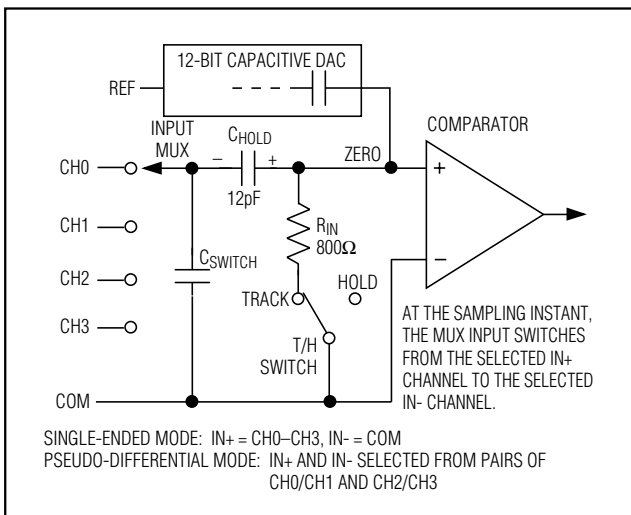 12-BIT CAPACITIVE DAC
REF
COMPARATOR
INPUT
MUX
CHOLD
ZERO
CH0
− +
+
12pF
RIN
800Ω
CH1
CSWITCH
−
HOLD
CH2
TRACK
CH3
T/H
SWITCH
AT THE SAMPLING INSTANT,
THE MUX INPUT SWITCHES
FROM THE SELECTED IN+
CHANNEL TO THE SELECTED
IN- CHANNEL.
COM
SINGLE-ENDED MODE: IN+ = CH0–CH3, IN- = COM
PSEUDO-DIFFERENTIAL MODE: IN+ AND IN- SELECTED FROM PAIRS OF
CH0/CH1 AND CH2/CH3